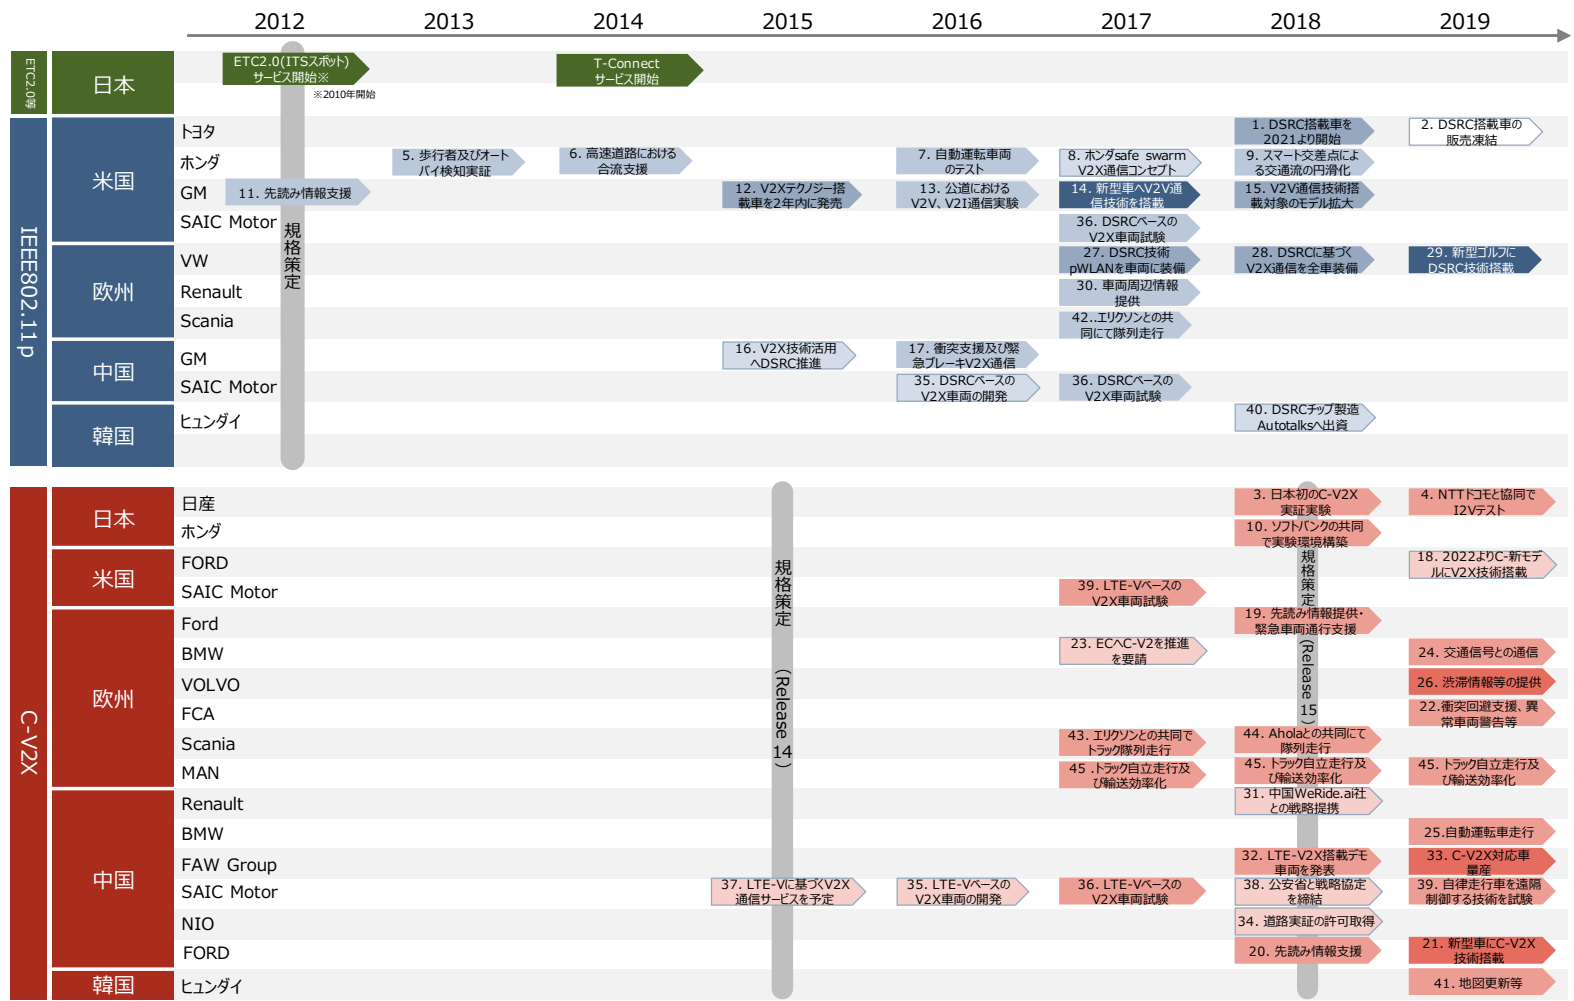 2012
2013
2014
2015
2016
2017
2018
2019
ETC2.0等
日本
ETC2.0(ITSスポット)
サービス開始※
※2010年開始
T-Connect
サービス開始
IEEE802.11p
規格策定
米国
トヨタ
1. DSRC搭載車を
2021より開始
2. DSRC搭載車の
販売凍結
ホンダ
5. 歩行者及びオート
バイ検知実証
6. 高速道路における
合流支援
7. 自動運転車両
のテスト
8. ホンダsafe swarm
V2X通信コンセプト
9. スマート交差点によ
る交通流の円滑化
GM
11. 先読み情報支援
12. V2Xテクノジー搭
載車を2年内に発売
13. 公道における
V2V、V2I通信実験
14. 新型車へV2V通
信技術を搭載
15. V2V通信技術搭
載対象のモデル拡大
SAIC Motor
36. DSRCベースの
V2X車両試験
欧州
VW
27. DSRC技術
pWLANを車両に装備
28. DSRCに基づく
V2X通信を全車装備
29. 新型ゴルフに
DSRC技術搭載
Renault
30. 車両周辺情報
提供
Scania
42..エリクソンとの共
同にて隊列走行
中国
GM
16. V2X技術活用
へDSRC推進
17. 衝突支援及び緊
急ブレーキV2X通信
SAIC Motor
35. DSRCベースの
V2X車両の開発
36. DSRCベースの
V2X車両試験
韓国
ヒュンダイ
40. DSRCチップ製造
Autotalksへ出資
C-V2X
規格策定
(Release 14)
規格策定
(Release 15)
日本
日産
3. 日本初のC-V2X
実証実験
4. NTTドコモと協同で
I2Vテスト
ホンダ
10. ソフトバンクの共同
で実験環境構築
米国
FORD
18. 2022よりC-新モデ
ルにV2X技術搭載
SAIC Motor
39. LTE-Vベースの
V2X車両試験
欧州
Ford
19. 先読み情報提供・
緊急車両通行支援
BMW
23. ECへC-V2を推進
を要請
24. 交通信号との通信
VOLVO
26. 渋滞情報等の提供
FCA
22.衝突回避支援、異
常車両警告等
Scania
43. エリクソンとの共同で
トラック隊列走行
44. Aholaとの共同にて
隊列走行
MAN
45 .トラック自立走行及
び輸送効率化
45. トラック自立走行及
び輸送効率化
45. トラック自立走行及
び輸送効率化
中国
Renault
31. 中国WeRide.ai社
との戦略提携
BMW
25.自動運転車走行
FAW Group
32. LTE-V2X搭載デモ
車両を発表
33. C-V2X対応車
量産
SAIC Motor
37. LTE-Vに基づくV2X
通信サービスを予定
35. LTE-Vベースの
V2X車両の開発
36. LTE-Vベースの
V2X車両試験
38. 公安省と戦略協定
を締結
39. 自律走行車を遠隔
制御する技術を試験
NIO
34. 道路実証の許可取得
FORD
20. 先読み情報支援
21. 新型車にC-V2X
技術搭載
韓国
ヒュンダイ
41. 地図更新等